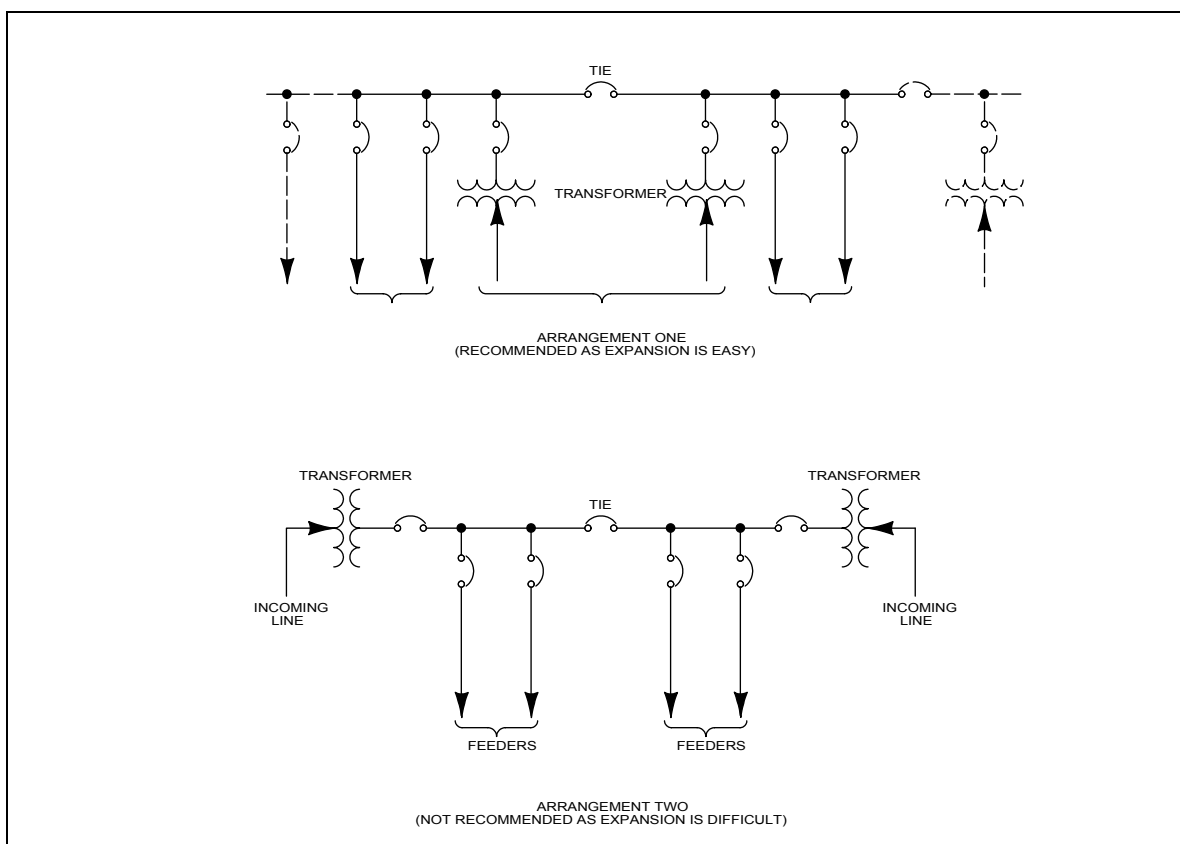 TIE
TRANSFORMER
ARRANGEMENT ONE
(RECOMMENDED AS EXPANSION IS EASY)
TRANSFORMER
TRANSFORMER
TIE
INCOMING
LINE
INCOMING
LINE
FEEDERS
FEEDERS
ARRANGEMENT TWO
(NOT RECOMMENDED AS EXPANSION IS DIFFICULT)